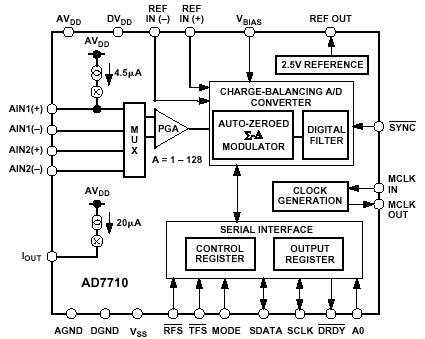 REF REF
AVDD DVDD IN (–) IN (+) VBIAS REF OUT
AVDD
2.5V REFERENCE
4.5µA
CHARGE-BALANCING A/D
CONVERTER
AIN1(+)
AIN1(–)
AIN2(+)
AIN2(–)
MUX
PGA
A = 1 – 128
AUTO-ZEROED
Σ-Δ
MODULATOR
DIGITAL
FILTER
SYNC
AVDD
20µA
CLOCK
GENERATION
MCLK
IN
MCLK
OUT
SERIAL INTERFACE
CONTROL
REGISTER
OUTPUT
REGISTER
IOUT
AD7710
AGND DGND VSS RFS TFS MODE SDATA SCLK DRDY A0